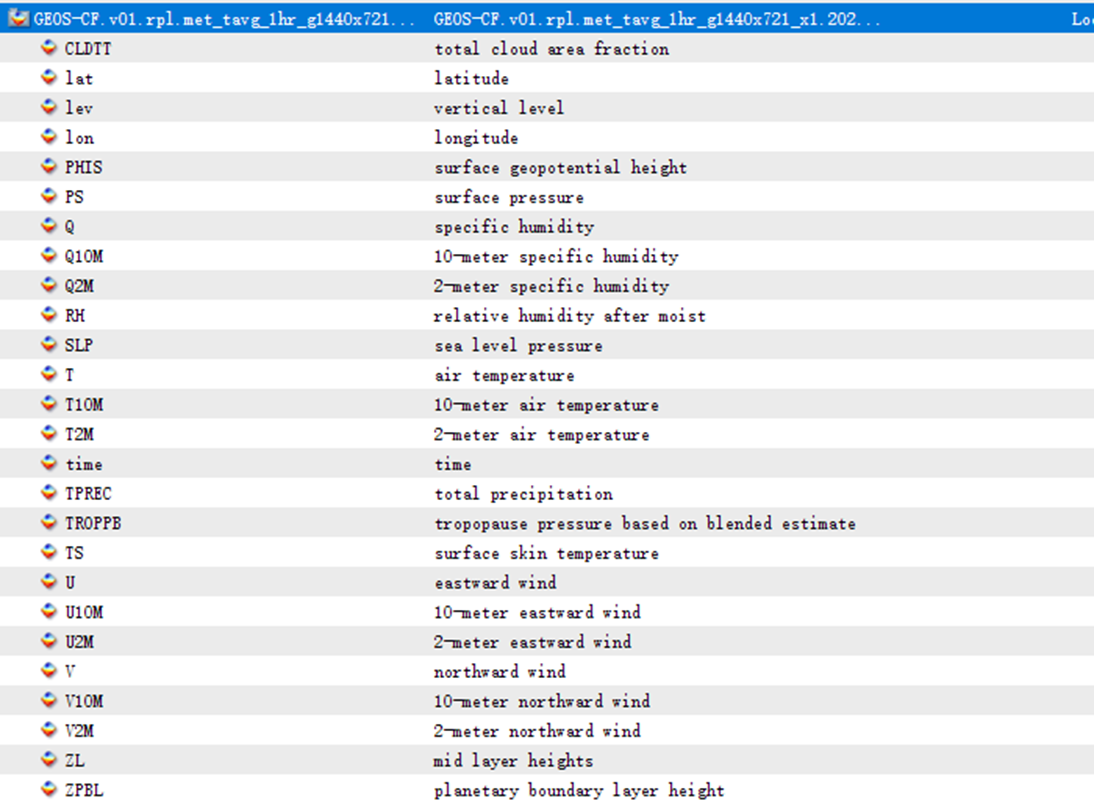 GEOS-CF.v01.rpl.met_tavg_1hr_g1440x721... GEOS-CF.v01.rpl.met_tavg_1hr_g1440x721_x1.202...
CLDTT total cloud area fraction
lat latitude
lev vertical level
lon longitude
PHIS surface geopotential height
PS surface pressure
Q specific humidity
Q10M 10-meter specific humidity
Q2M 2-meter specific humidity
RH relative humidity after moist
SLP sea level pressure
T air temperature
T10M 10-meter air temperature
T2M 2-meter air temperature
time time
TPREC total precipitation
TROPPB tropopause pressure based on blended estimate
TS surface skin temperature
U eastward wind
U10M 10-meter eastward wind
U2M 2-meter eastward wind
V northward wind
V10M 10-meter northward wind
V2M 2-meter northward wind
ZL mid layer heights
ZPBL planetary boundary layer height